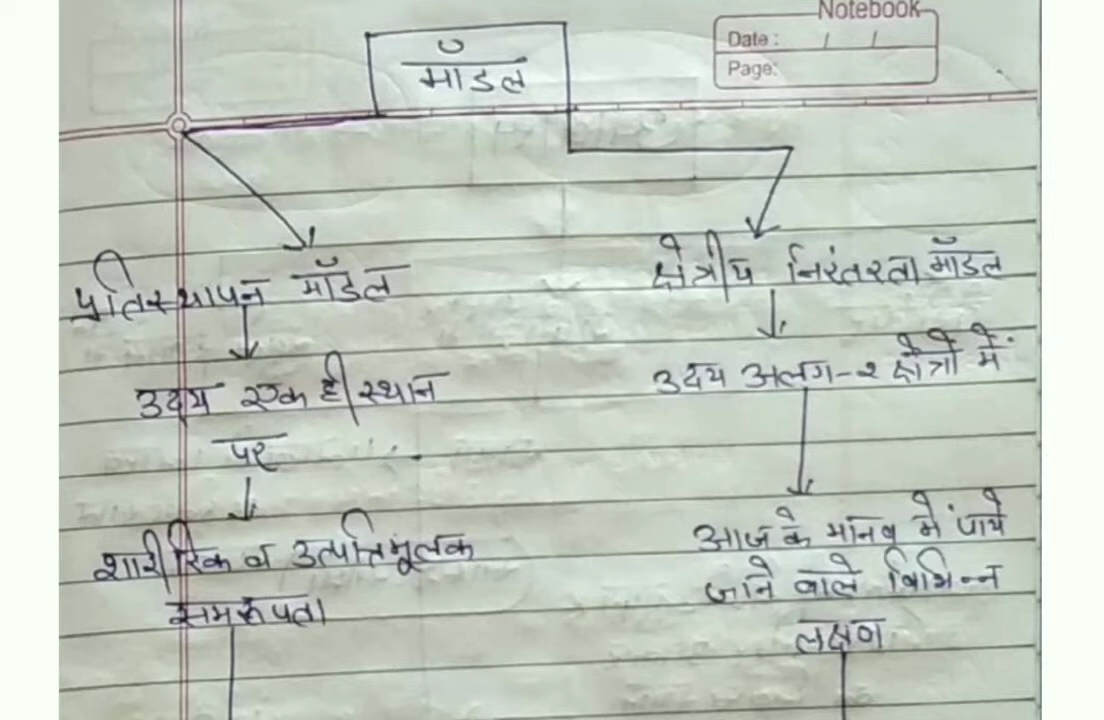 Notebook
Date : / /
Page:
मॉडल
प्रतिस्थापन मॉडल
क्षेत्रीय निरंतरता मॉडल
उदय एक ही स्थान
पर
उदय अलग-२ क्षेत्रों में
शारीरिक व उत्पत्तिमूलक
समरूपता
आज के मानव में पाये
जाने वाले विभिन्न
लक्षण